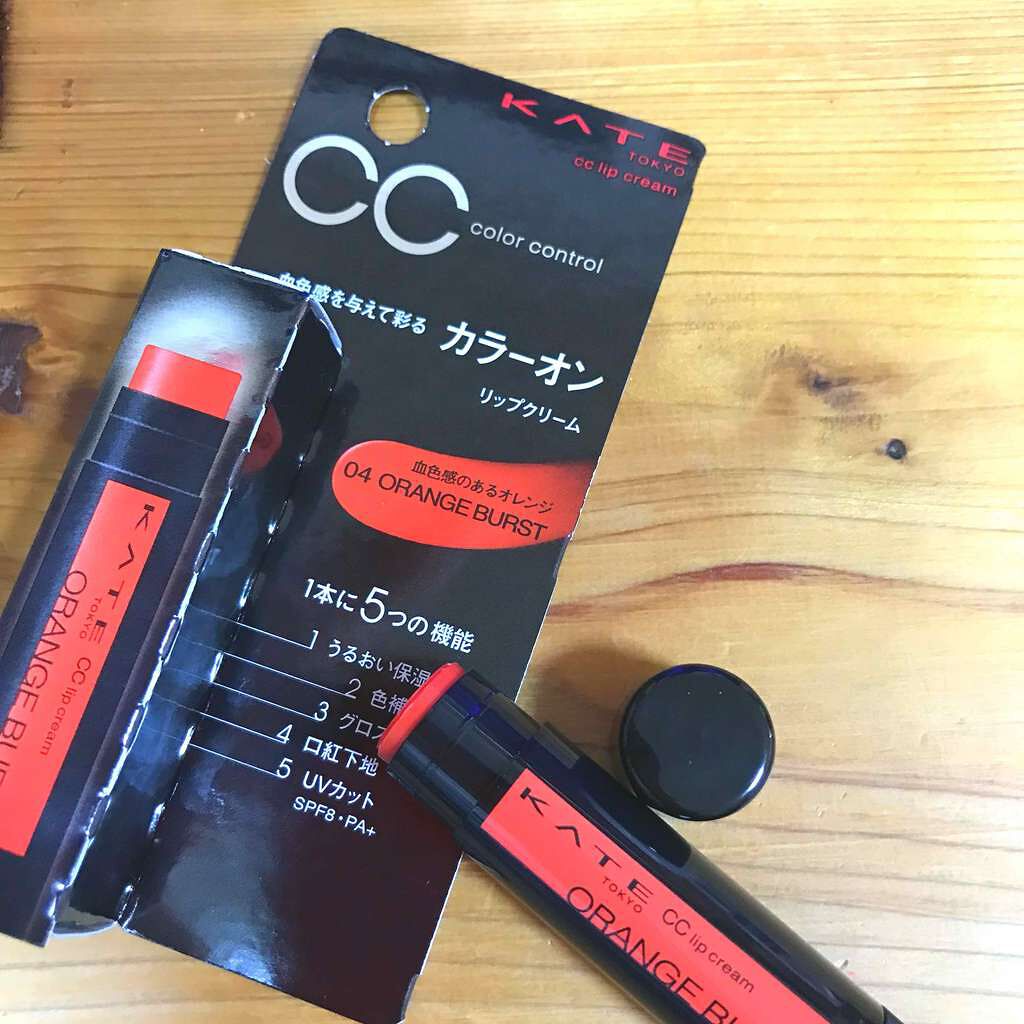 KATE
TOKYO
cc lip cream
CC color control
血色感を与えて彩る
カラーオン
リップクリーム
血色感のあるオレンジ
04 ORANGE BURST
1本に5つの機能
1 うるおい保湿
2 色補
3 グロス
4 口紅下地
5 UVカット
SPF8・PA+
KATE
TOKYO
CC lip cream
ORANGE BUR
KATE
TOKYO
CC lip cream
ORANGE BU